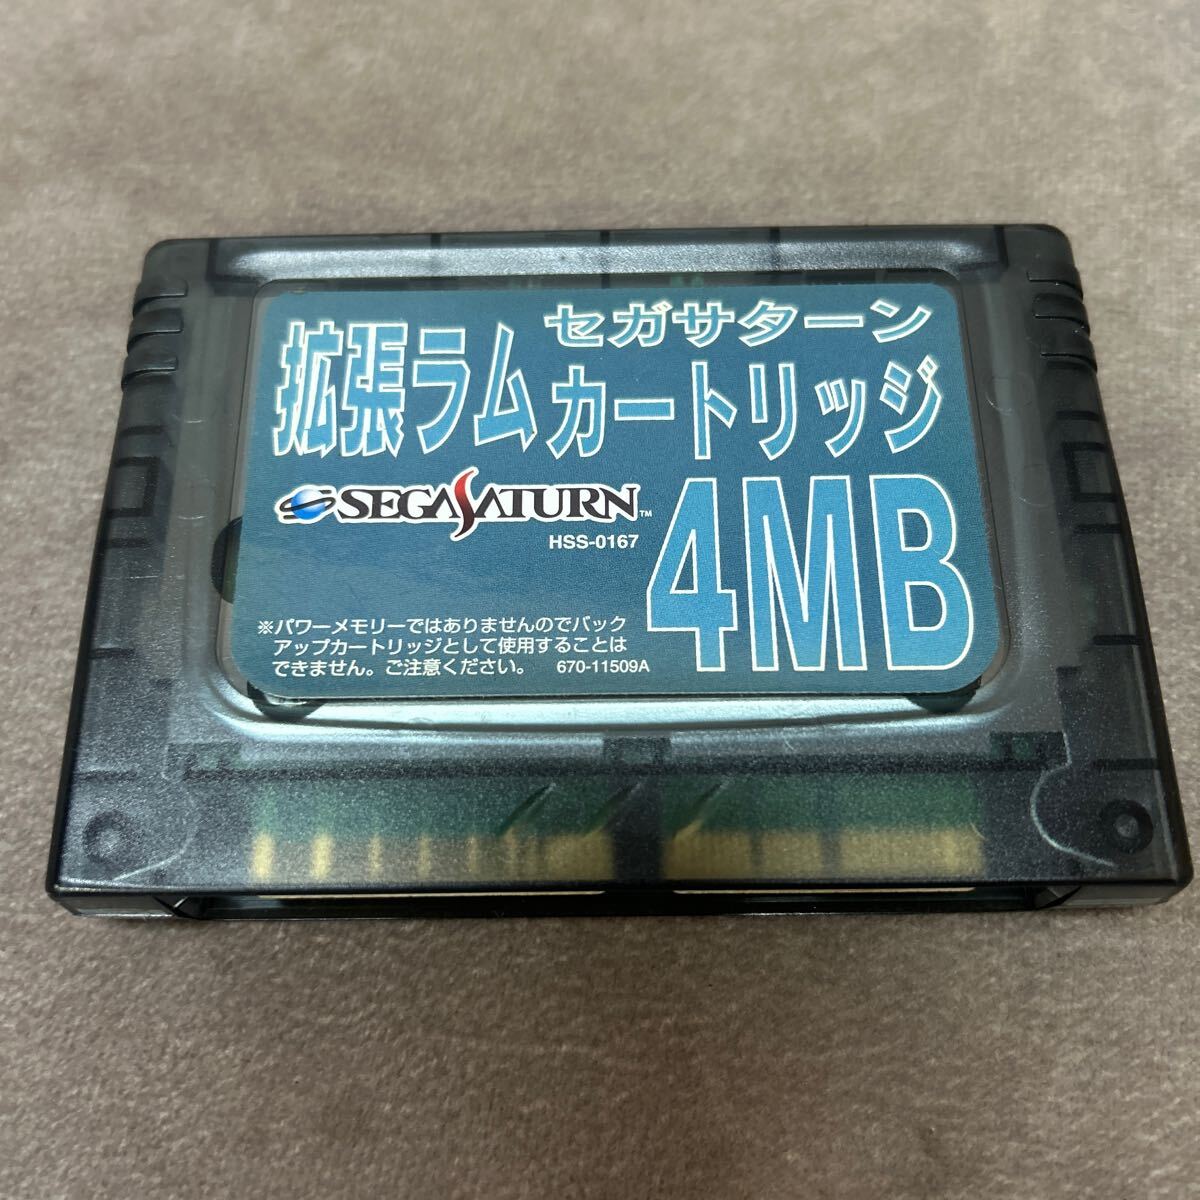 セガサターン
拡張ラムカートリッジ
SEGA SATURN™
HSS-0167
4MB
※パワーメモリーではありませんのでバック
アップカートリッジとして使用することは
できません。ご注意ください。 670-11509A